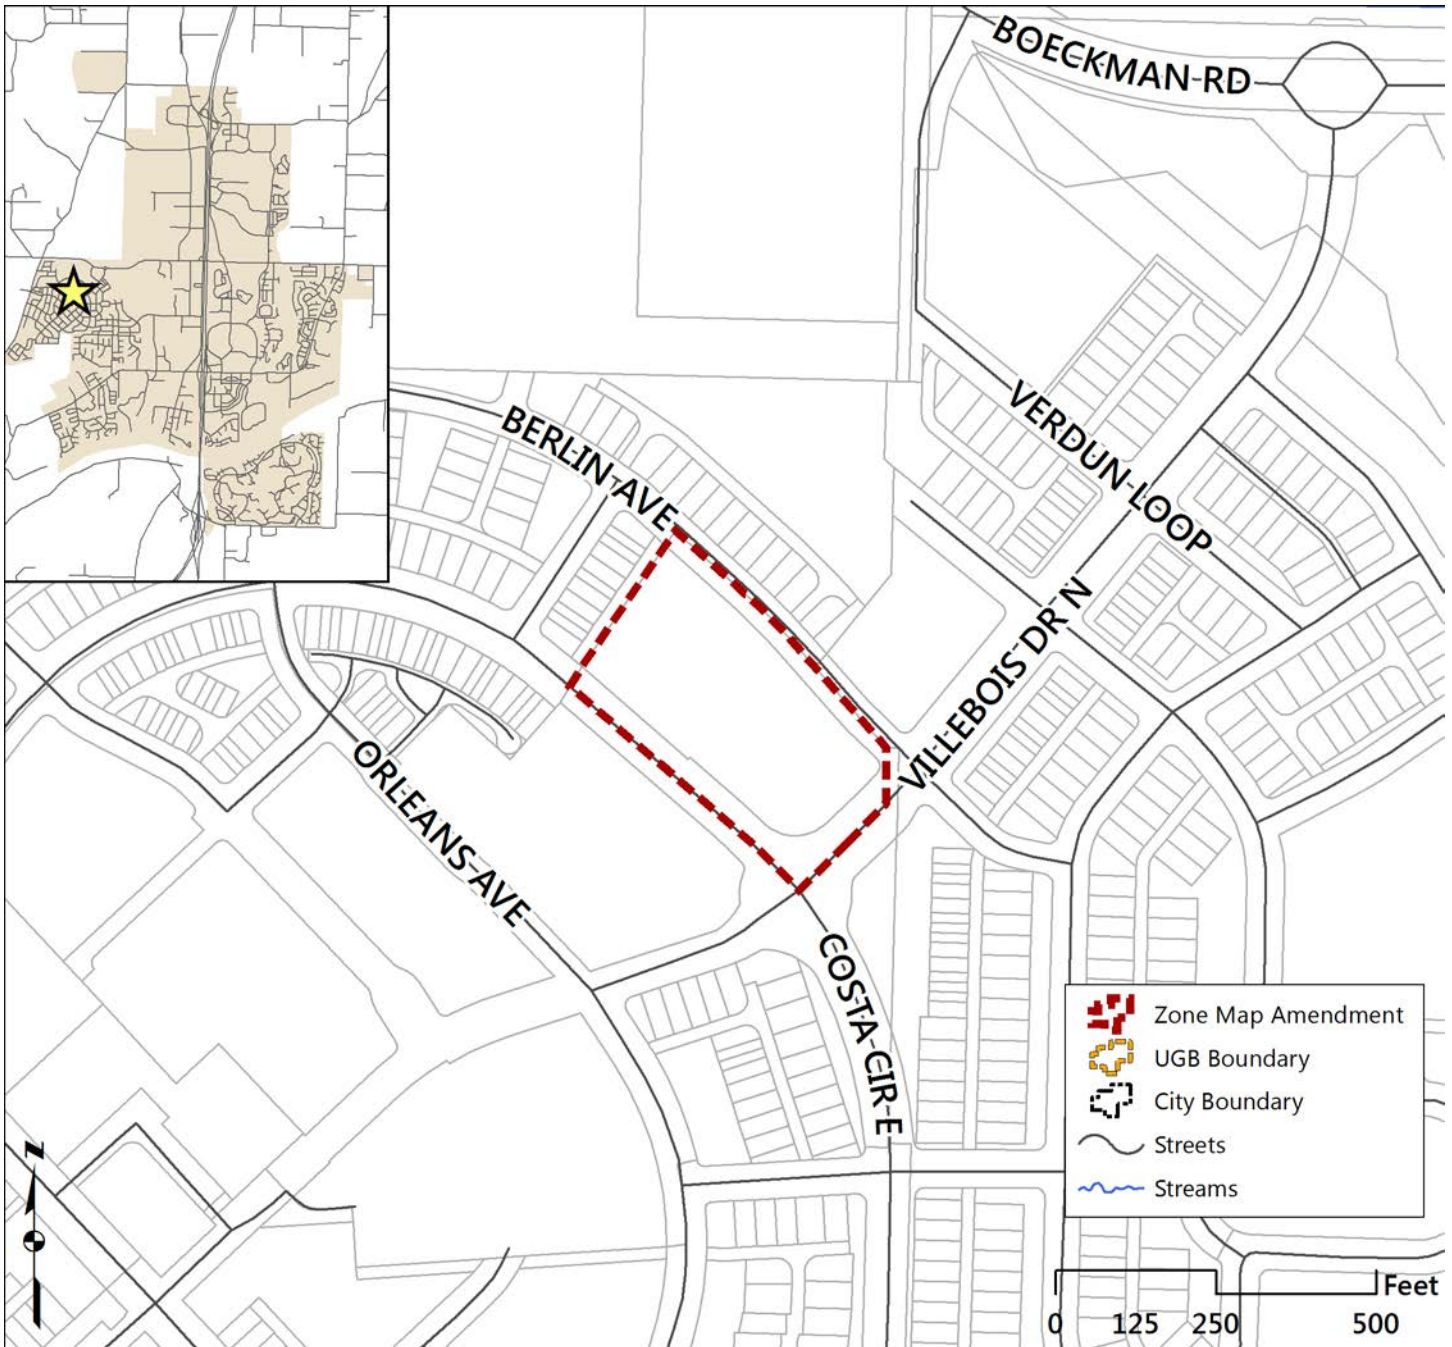 BOECKMAN RD
BERLIN AVE
VERDUN LOOP
VILLEBOIS DR N
ORLEANS AVE
COSTA CIR E
Zone Map Amendment
UGB Boundary
City Boundary
Streets
Streams
N
Feet
0 125 250 500